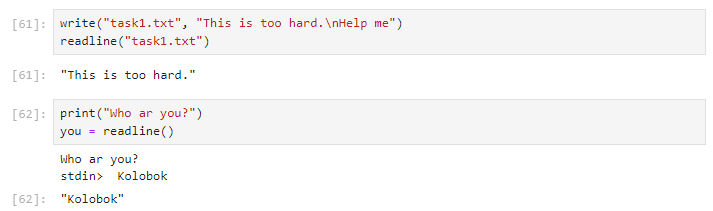 [61]: write("task1.txt", "This is too hard.\nHelp me")
readline("task1.txt")
[61]: "This is too hard."
[62]: print("Who ar you?")
you = readline()
Who ar you?
stdin>  Kolobok
[62]: "Kolobok"